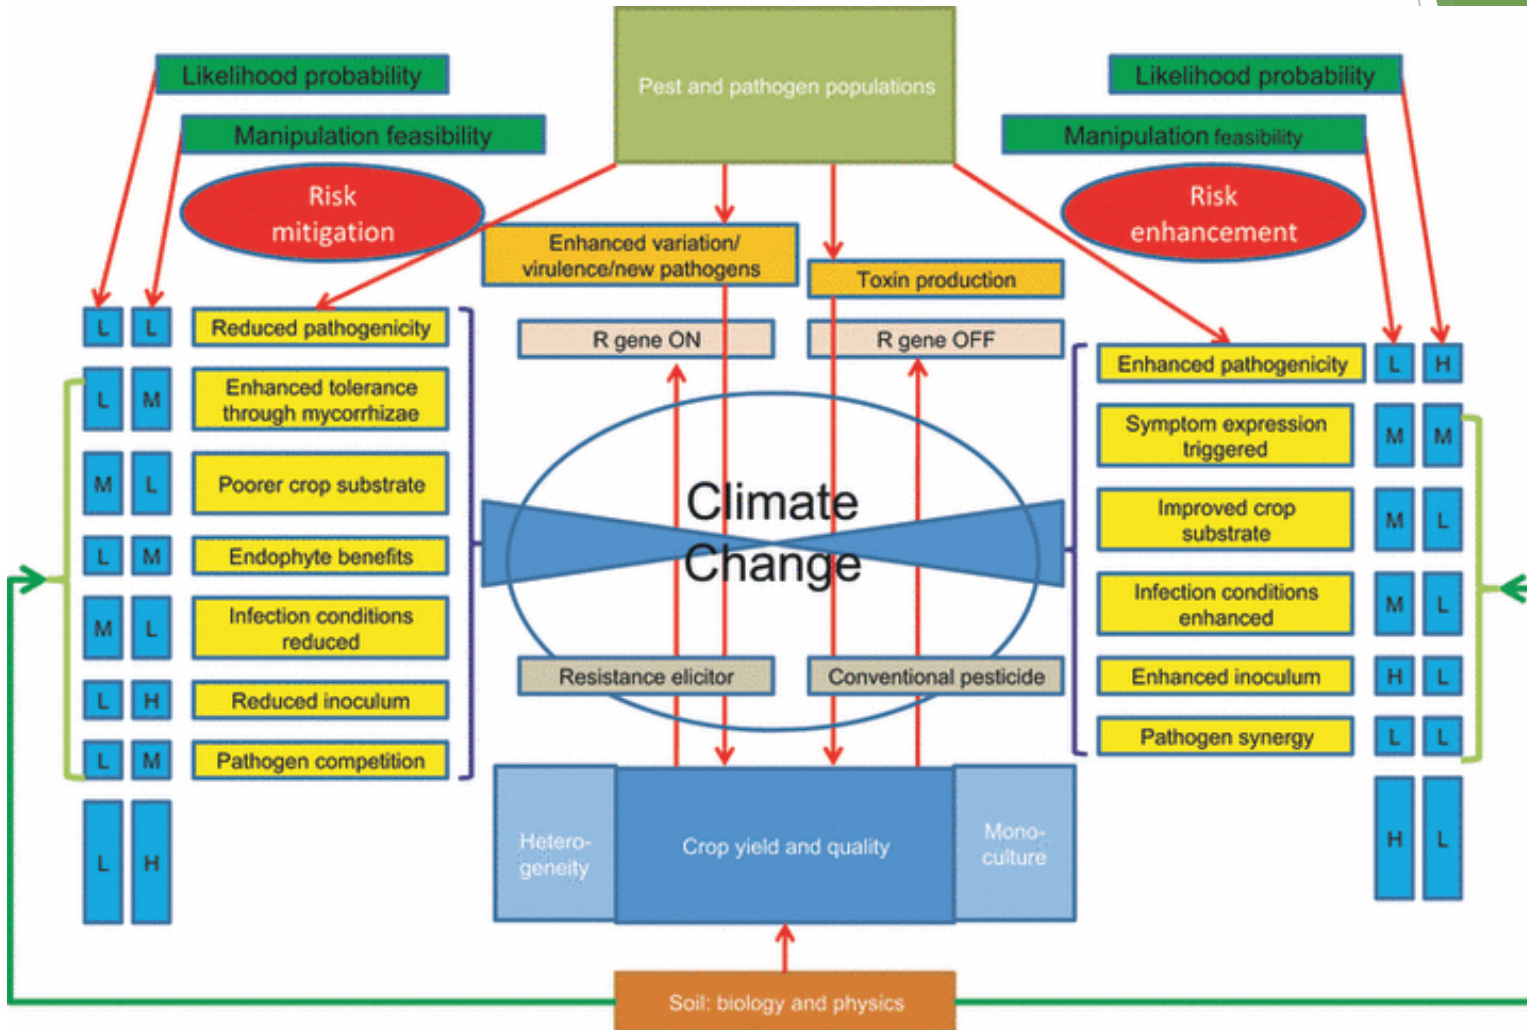 Likelihood probability
Manipulation feasibility
Risk
mitigation
Pest and pathogen populations
Likelihood probability
Manipulation feasibility
Risk
enhancement
Enhanced variation/
virulence/new pathogens
Toxin production
R gene ON
R gene OFF
L L Reduced pathogenicity
L M Enhanced tolerance
through mycorrhizae
M L Poorer crop substrate
L M Endophyte benefits
M L Infection conditions
reduced
L H Reduced inoculum
L M Pathogen competition
L H
Climate
Change
Resistance elicitor
Conventional pesticide
Enhanced pathogenicity L H
Symptom expression
triggered M M
Improved crop
substrate M L
Infection conditions
enhanced M L
Enhanced inoculum H L
Pathogen synergy L L
H L
Hetero-
geneity
Crop yield and quality
Mono-
culture
Soil: biology and physics